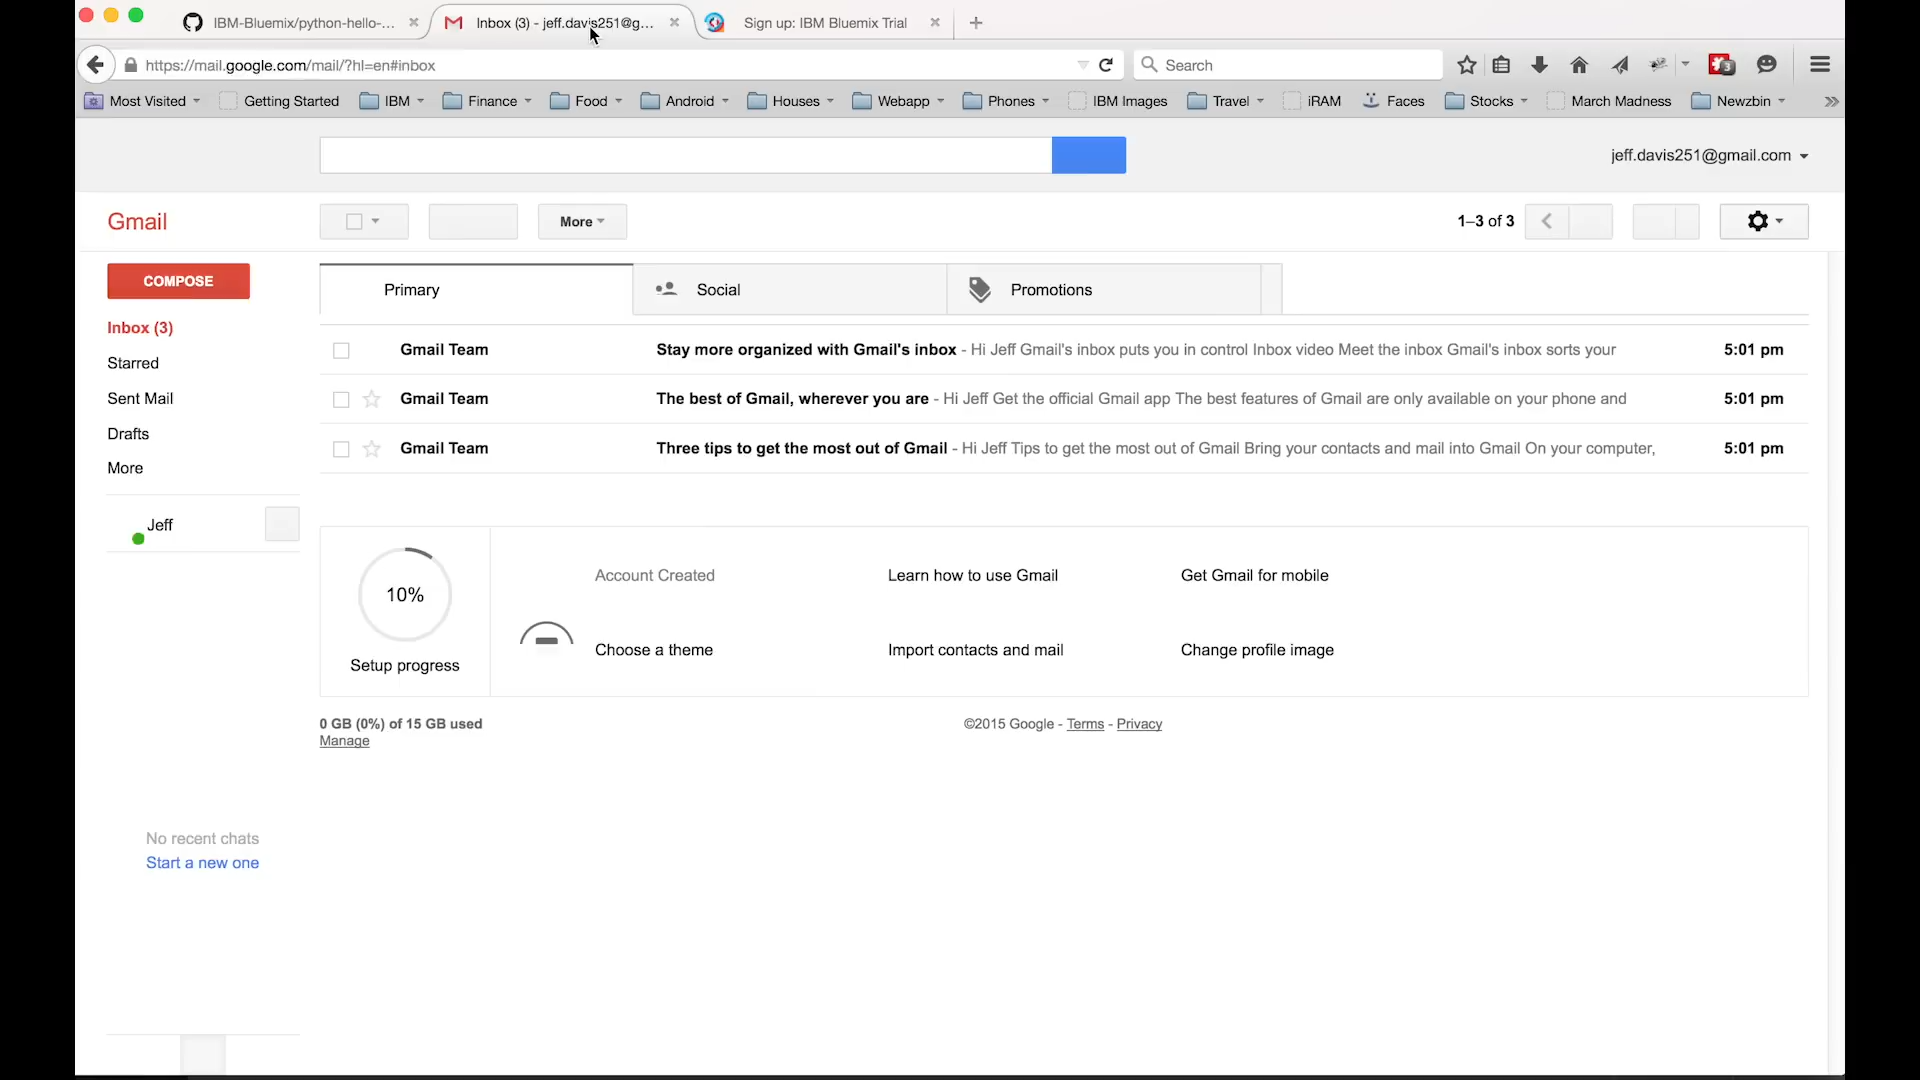 IBM-Bluemix/python-hello-...
Inbox (3) - jeff.davis251@g...
Sign up: IBM Bluemix Trial
https://mail.google.com/mail/?hl=en#inbox
Search
Most Visited
Getting Started
IBM
Finance
Food
Android
Houses
Webapp
Phones
IBM Images
Travel
iRAM
Faces
Stocks
March Madness
Newzbin
jeff.davis251@gmail.com
Gmail
More
1–3 of 3
COMPOSE
Inbox (3)
Starred
Sent Mail
Drafts
More
Jeff
Primary
Social
Promotions
Gmail Team Stay more organized with Gmail's inbox - Hi Jeff Gmail's inbox puts you in control Inbox video Meet the inbox Gmail's inbox sorts your 5:01 pm
Gmail Team The best of Gmail, wherever you are - Hi Jeff Get the official Gmail app The best features of Gmail are only available on your phone and 5:01 pm
Gmail Team Three tips to get the most out of Gmail - Hi Jeff Tips to get the most out of Gmail Bring your contacts and mail into Gmail On your computer, 5:01 pm
10%
Setup progress
Account Created
Learn how to use Gmail
Get Gmail for mobile
Choose a theme
Import contacts and mail
Change profile image
0 GB (0%) of 15 GB used
Manage
©2015 Google - Terms - Privacy
No recent chats
Start a new one
3